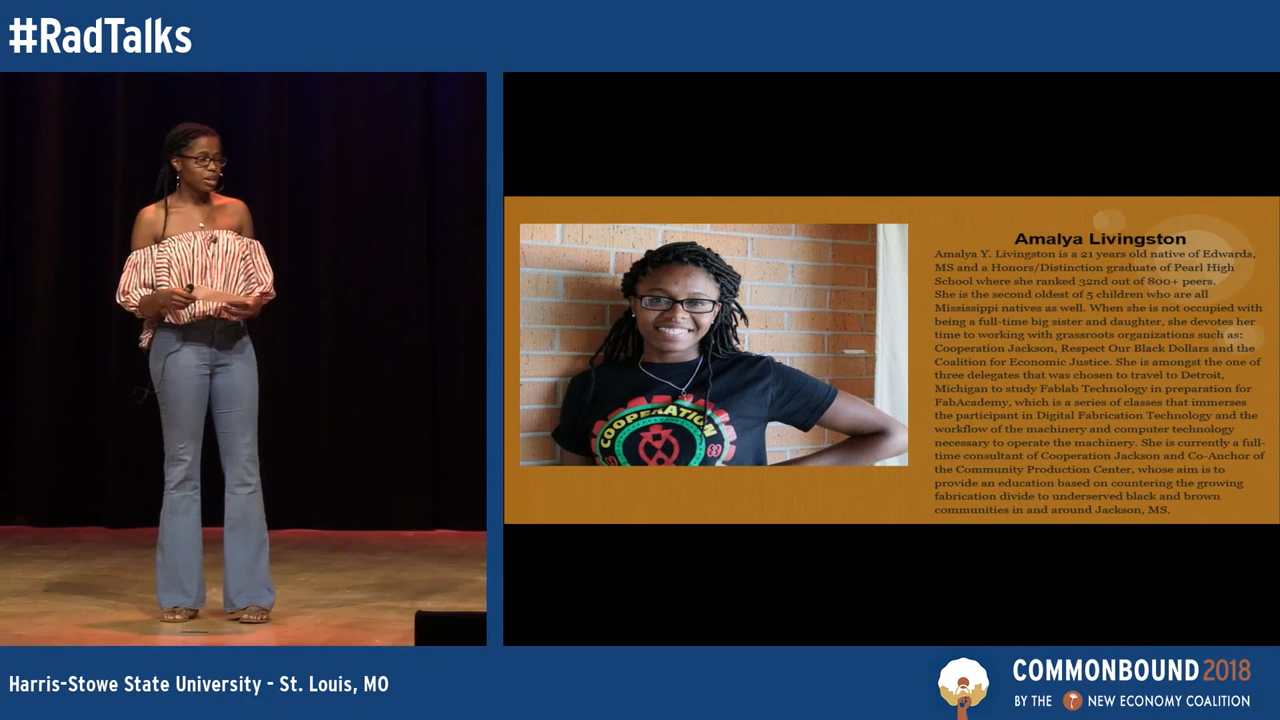 #RadTalks
Amalya Livingston
Amalya Y. Livingston is a 21 years old native of Edwards,
MS and a Honors/Distinction graduate of Pearl High
School where she ranked 32nd out of 800+ peers.
She is the second oldest of 5 children who are all
Mississippi natives as well. When she is not occupied with
being a full-time big sister and daughter, she devotes her
time to working with grassroots organizations such as:
Cooperation Jackson, Respect Our Black Dollars and the
Coalition for Economic Justice. She is amongst the one of
three delegates that was chosen to travel to Detroit,
Michigan to study Fablab Technology in preparation for
FabAcademy, which is a series of classes that immerses
the participant in Digital Fabrication Technology and the
workflow of the machinery and computer technology
necessary to operate the machinery. She is currently a full-
time consultant of Cooperation Jackson and Co-Anchor of
the Community Production Center, whose aim is to
provide an education based on countering the growing
fabrication divide to underserved black and brown
communities in and around Jackson, MS.
COOPERATION
Harris-Stowe State University - St. Louis, MO
COMMONBOUND 2018
BY THE NEW ECONOMY COALITION